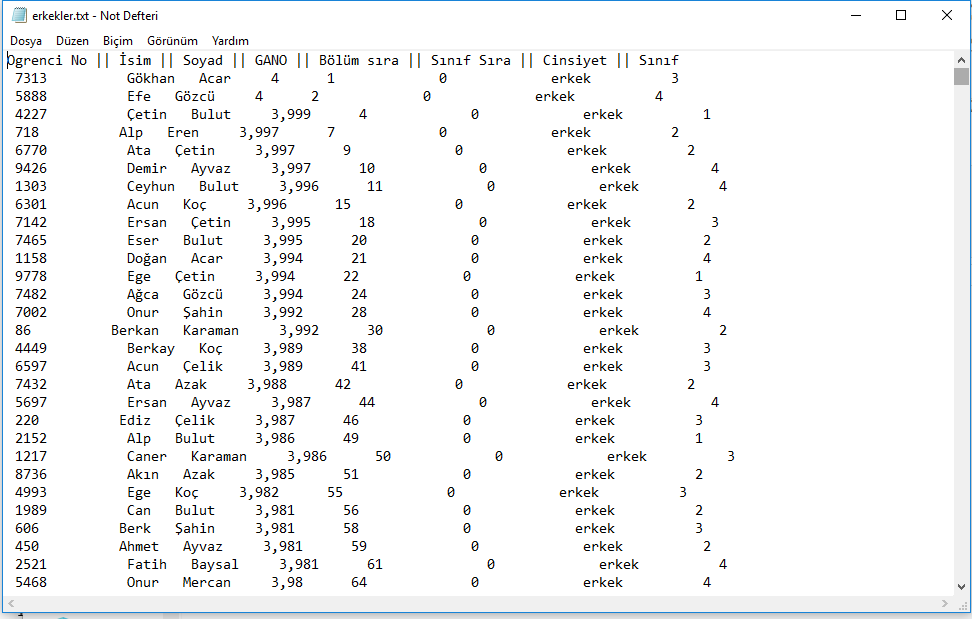 erkekler.txt - Not Defteri
Dosya Düzen Biçim Görünüm Yardım
Ogrenci No || İsim || Soyad || GANO || Bölüm sıra || Sınıf Sıra || Cinsiyet || Sınıf
7313 Gökhan Acar 4 1 0 erkek 3
5888 Efe Gözcü 4 2 0 erkek 4
4227 Çetin Bulut 3,999 4 0 erkek 1
718 Alp Eren 3,997 7 0 erkek 2
6770 Ata Çetin 3,997 9 0 erkek 2
9426 Demir Ayvaz 3,997 10 0 erkek 4
1303 Ceyhun Bulut 3,996 11 0 erkek 4
6301 Acun Koç 3,996 15 0 erkek 2
7142 Ersan Çetin 3,995 18 0 erkek 3
7465 Eser Bulut 3,995 20 0 erkek 2
1158 Doğan Acar 3,994 21 0 erkek 4
9778 Ege Çetin 3,994 22 0 erkek 1
7482 Ağca Gözcü 3,994 24 0 erkek 3
7002 Onur Şahin 3,992 28 0 erkek 4
86 Berkan Karaman 3,992 30 0 erkek 2
4449 Berkay Koç 3,989 38 0 erkek 3
6597 Acun Çelik 3,989 41 0 erkek 3
7432 Ata Azak 3,988 42 0 erkek 2
5697 Ersan Ayvaz 3,987 44 0 erkek 4
220 Ediz Çelik 3,987 46 0 erkek 3
2152 Alp Bulut 3,986 49 0 erkek 1
1217 Caner Karaman 3,986 50 0 erkek 3
8736 Akın Azak 3,985 51 0 erkek 2
4993 Ege Koç 3,982 55 0 erkek 3
1989 Can Bulut 3,981 56 0 erkek 2
606 Berk Şahin 3,981 58 0 erkek 3
450 Ahmet Ayvaz 3,981 59 0 erkek 2
2521 Fatih Baysal 3,981 61 0 erkek 4
5468 Onur Mercan 3,98 64 0 erkek 4